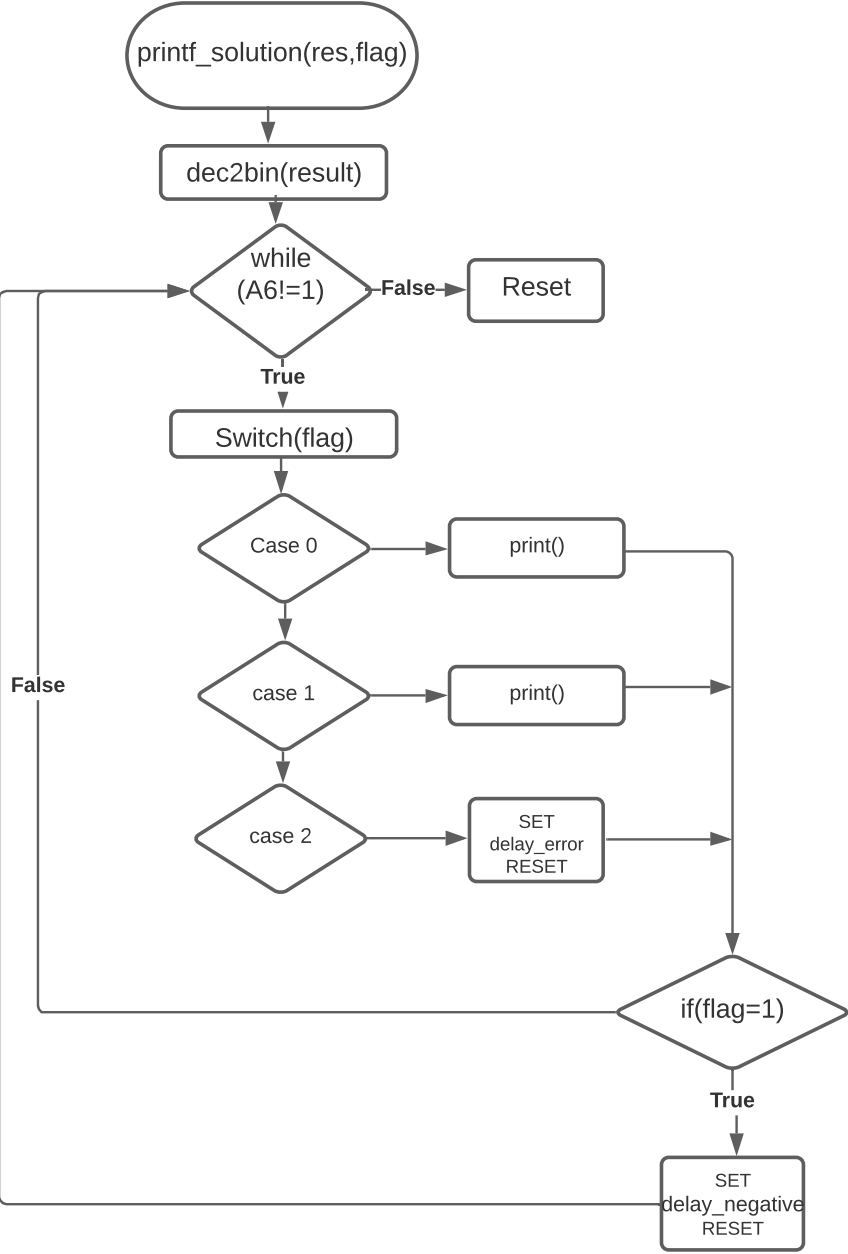 printf_solution(res,flag)
dec2bin(result)
while
(A6!=1)
False
Reset
True
Switch(flag)
Case 0
print()
case 1
print()
False
case 2
SET
delay_error
RESET
if(flag=1)
True
SET
delay_negative
RESET